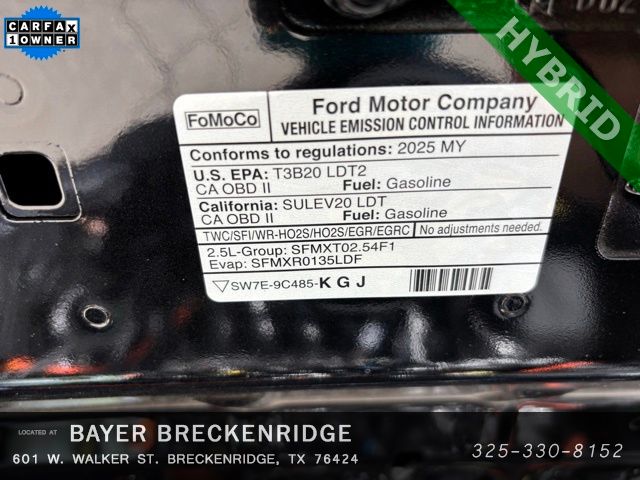 CARFAX
1 OWNER
HYBRID
FoMoCo
Ford Motor Company
VEHICLE EMISSION CONTROL INFORMATION
Conforms to regulations: 2025 MY
U.S. EPA: T3B20 LDT2
CA OBD II Fuel: Gasoline
California: SULEV20 LDT
CA OBD II Fuel: Gasoline
TWC/SFI/WR-HO2S/HO2S/EGR/EGRC No adjustments needed.
2.5L-Group: SFMXT02.54F1
Evap: SFMXR0135LDF
SW7E-9C485-K G J
LOCATED AT BAYER BRECKENRIDGE
601 W. WALKER ST. BRECKENRIDGE, TX 76424
325-330-8152